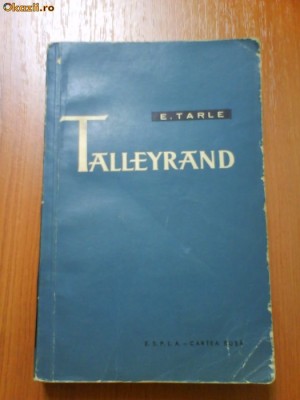 Okazii.ro
E. TARLE
TALLEYRAND
E. S. P. L. A. - CARTEA RUSĂ